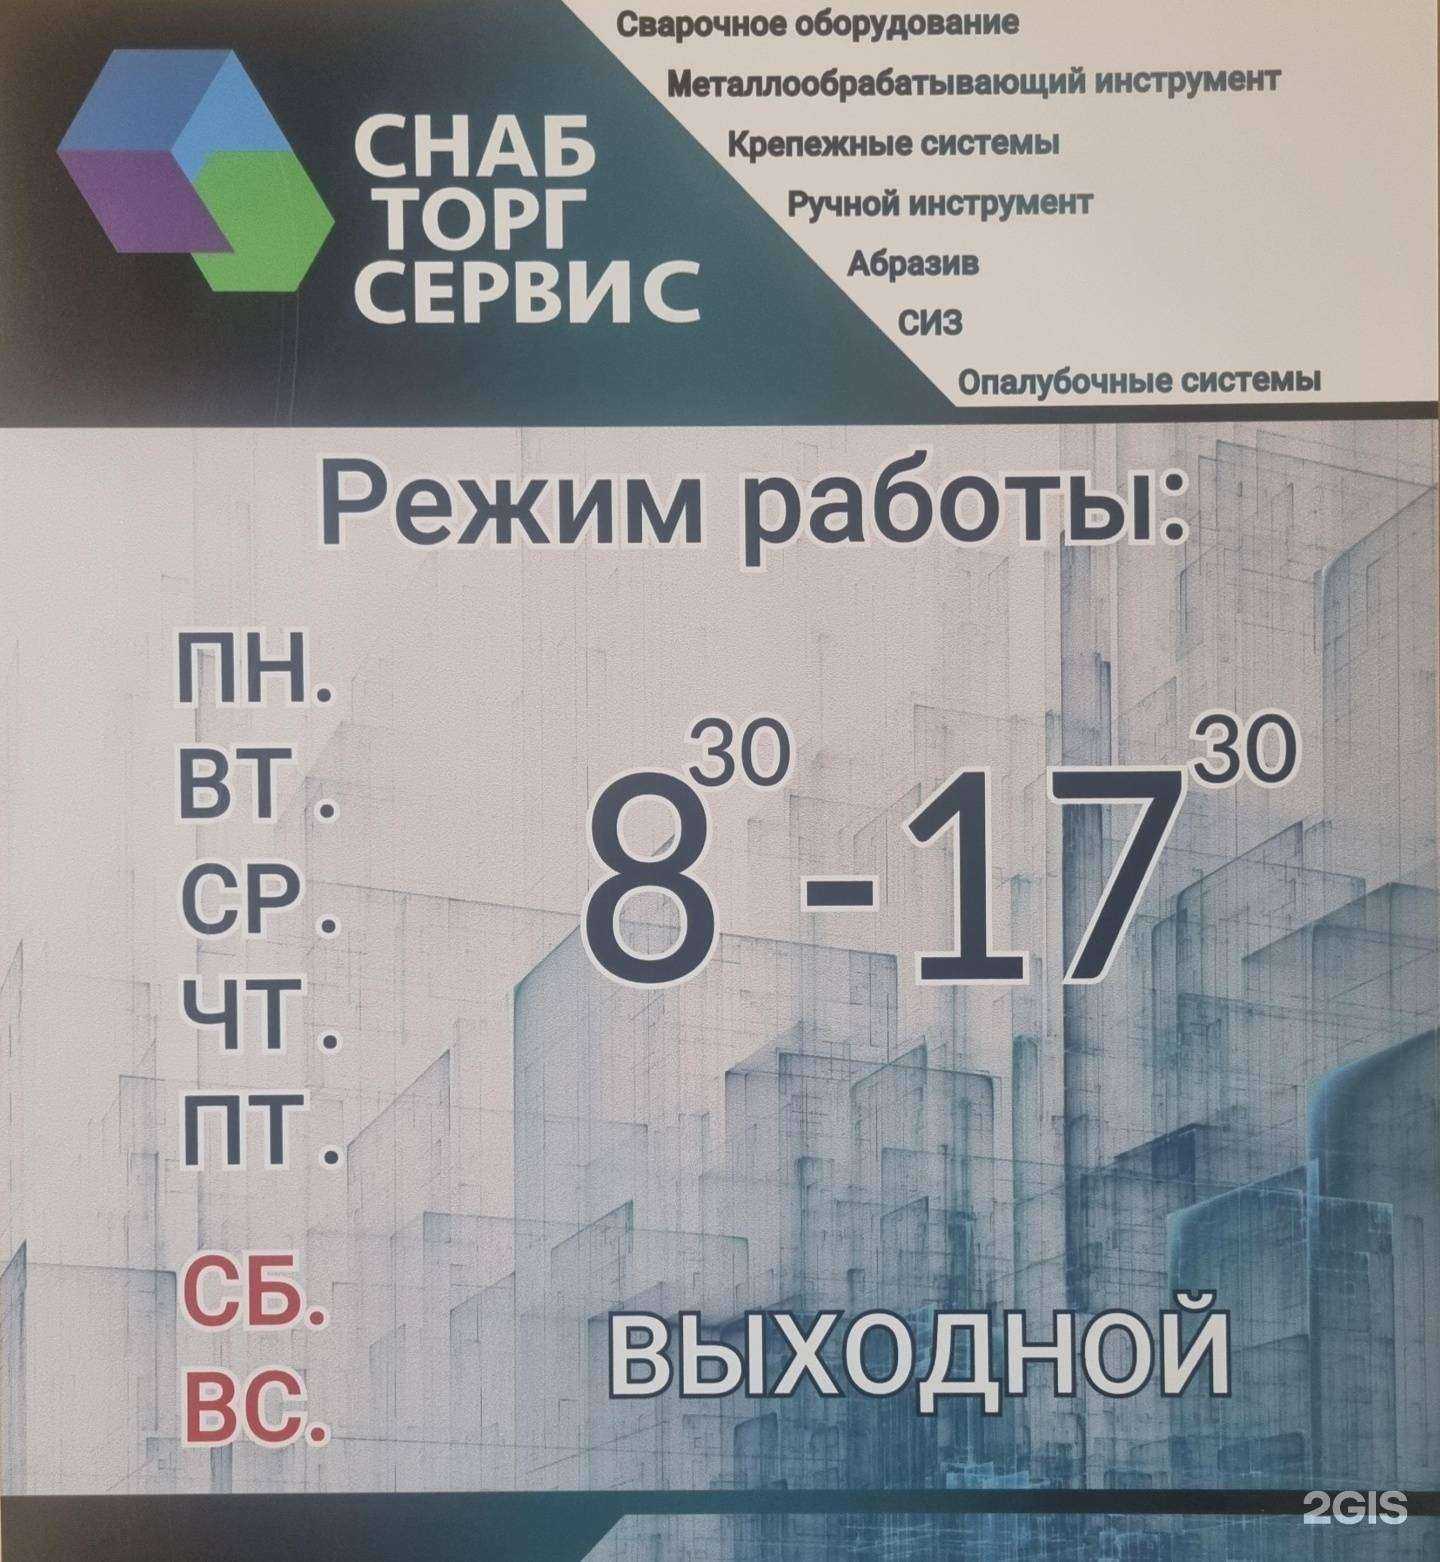 Сварочное оборудование
Металлообрабатывающий инструмент
Крепежные системы
Ручной инструмент
Абразив
СИЗ
Опалубочные системы
СНАБ
ТОРГ
СЕРВИС
Режим работы:
ПН.
ВТ.
СР.
ЧТ.
ПТ.
8 30 - 17 30
СБ.
ВС.
ВЫХОДНОЙ
2GIS